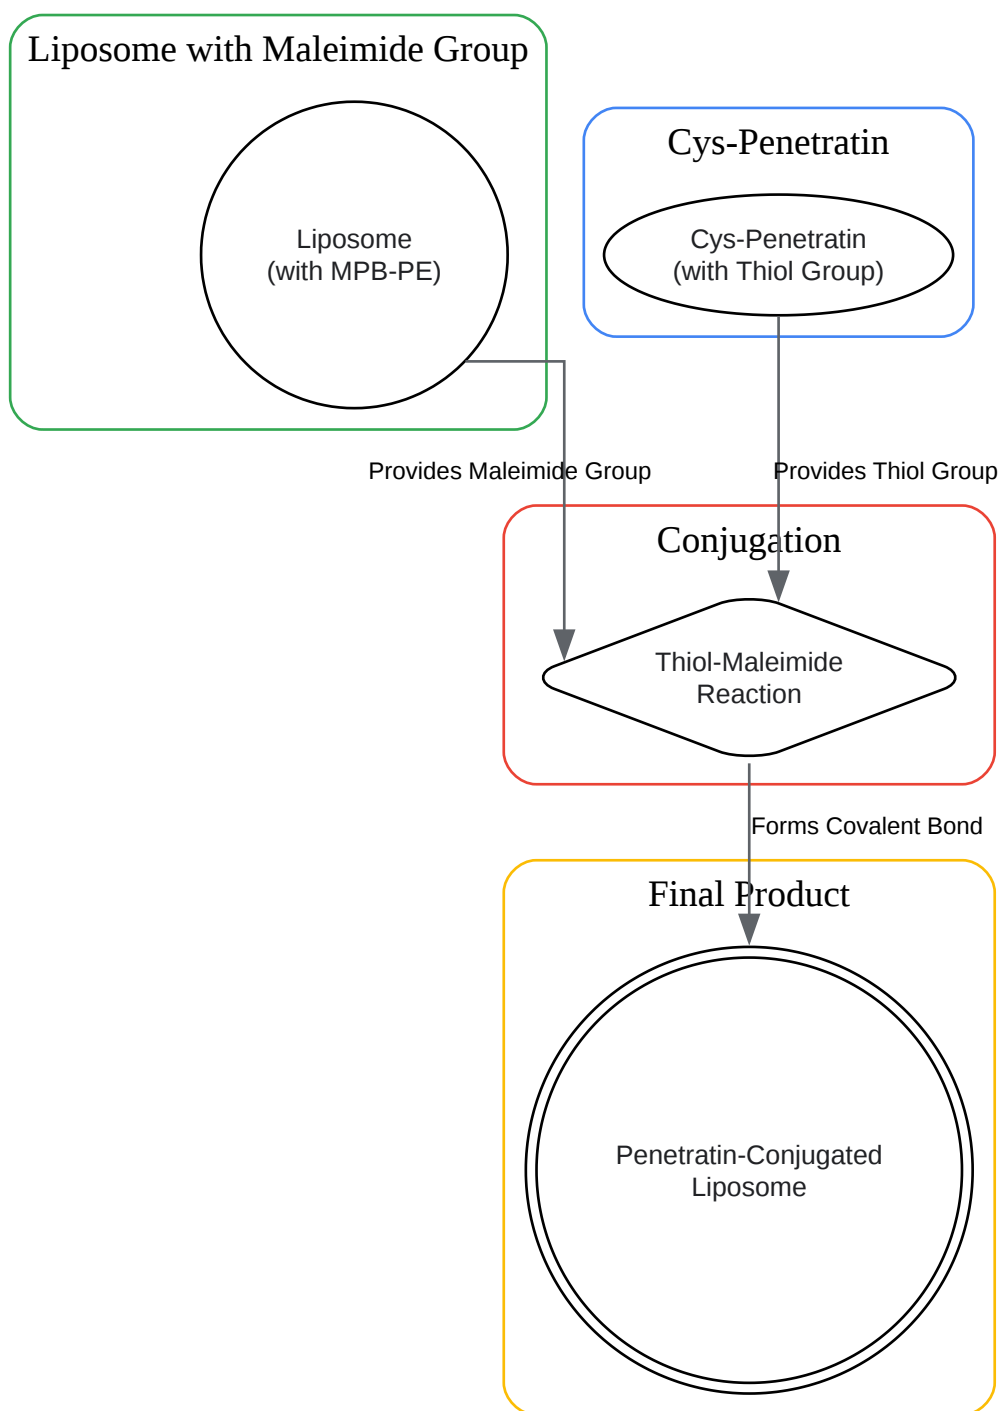 Liposome with Maleimide Group
Liposome
(with MPB-PE)
Cys-Penetratin
Cys-Penetratin
(with Thiol Group)
Provides Maleimide Group
Provides Thiol Group
Conjugation
Thiol-Maleimide
Reaction
Forms Covalent Bond
Final Product
Penetratin-Conjugated
Liposome